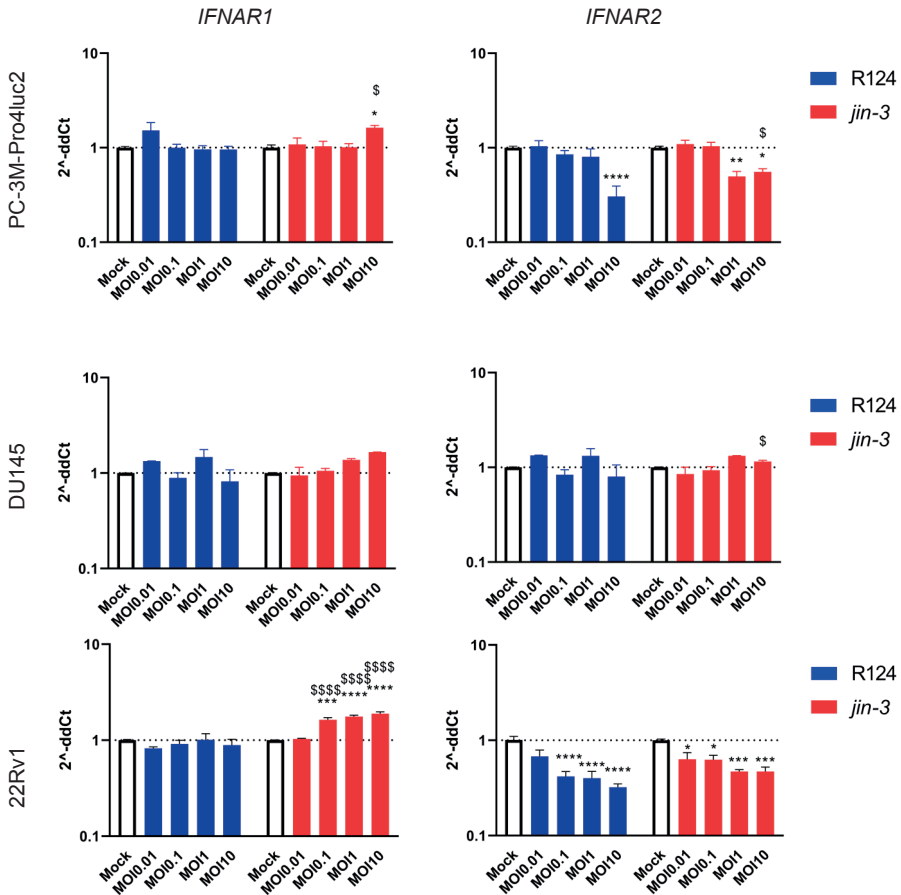 IFNAR1
IFNAR2
PC-3M-Pro4luc2
2^-ddCt
10
1
0.1
$
*
Mock
MOI0.01
MOI0.1
MOI1
MOI10
Mock
MOI0.01
MOI0.1
MOI1
MOI10
2^-ddCt
10
1
0.1
****
**
$
*
Mock
MOI0.01
MOI0.1
MOI1
MOI10
Mock
MOI0.01
MOI0.1
MOI1
MOI10
R124
jin-3
DU145
2^-ddCt
10
1
0.1
Mock
MOI0.01
MOI0.1
MOI1
MOI10
Mock
MOI0.01
MOI0.1
MOI1
MOI10
2^-ddCt
10
1
0.1
$
Mock
MOI0.01
MOI0.1
MOI1
MOI10
Mock
MOI0.01
MOI0.1
MOI1
MOI10
R124
jin-3
22Rv1
2^-ddCt
10
1
0.1
$$$$
***
$$$$
****
$$$$
****
Mock
MOI0.01
MOI0.1
MOI1
MOI10
Mock
MOI0.01
MOI0.1
MOI1
MOI10
2^-ddCt
10
1
0.1
****
****
****
*
*
***
***
Mock
MOI0.01
MOI0.1
MOI1
MOI10
Mock
MOI0.01
MOI0.1
MOI1
MOI10
R124
jin-3